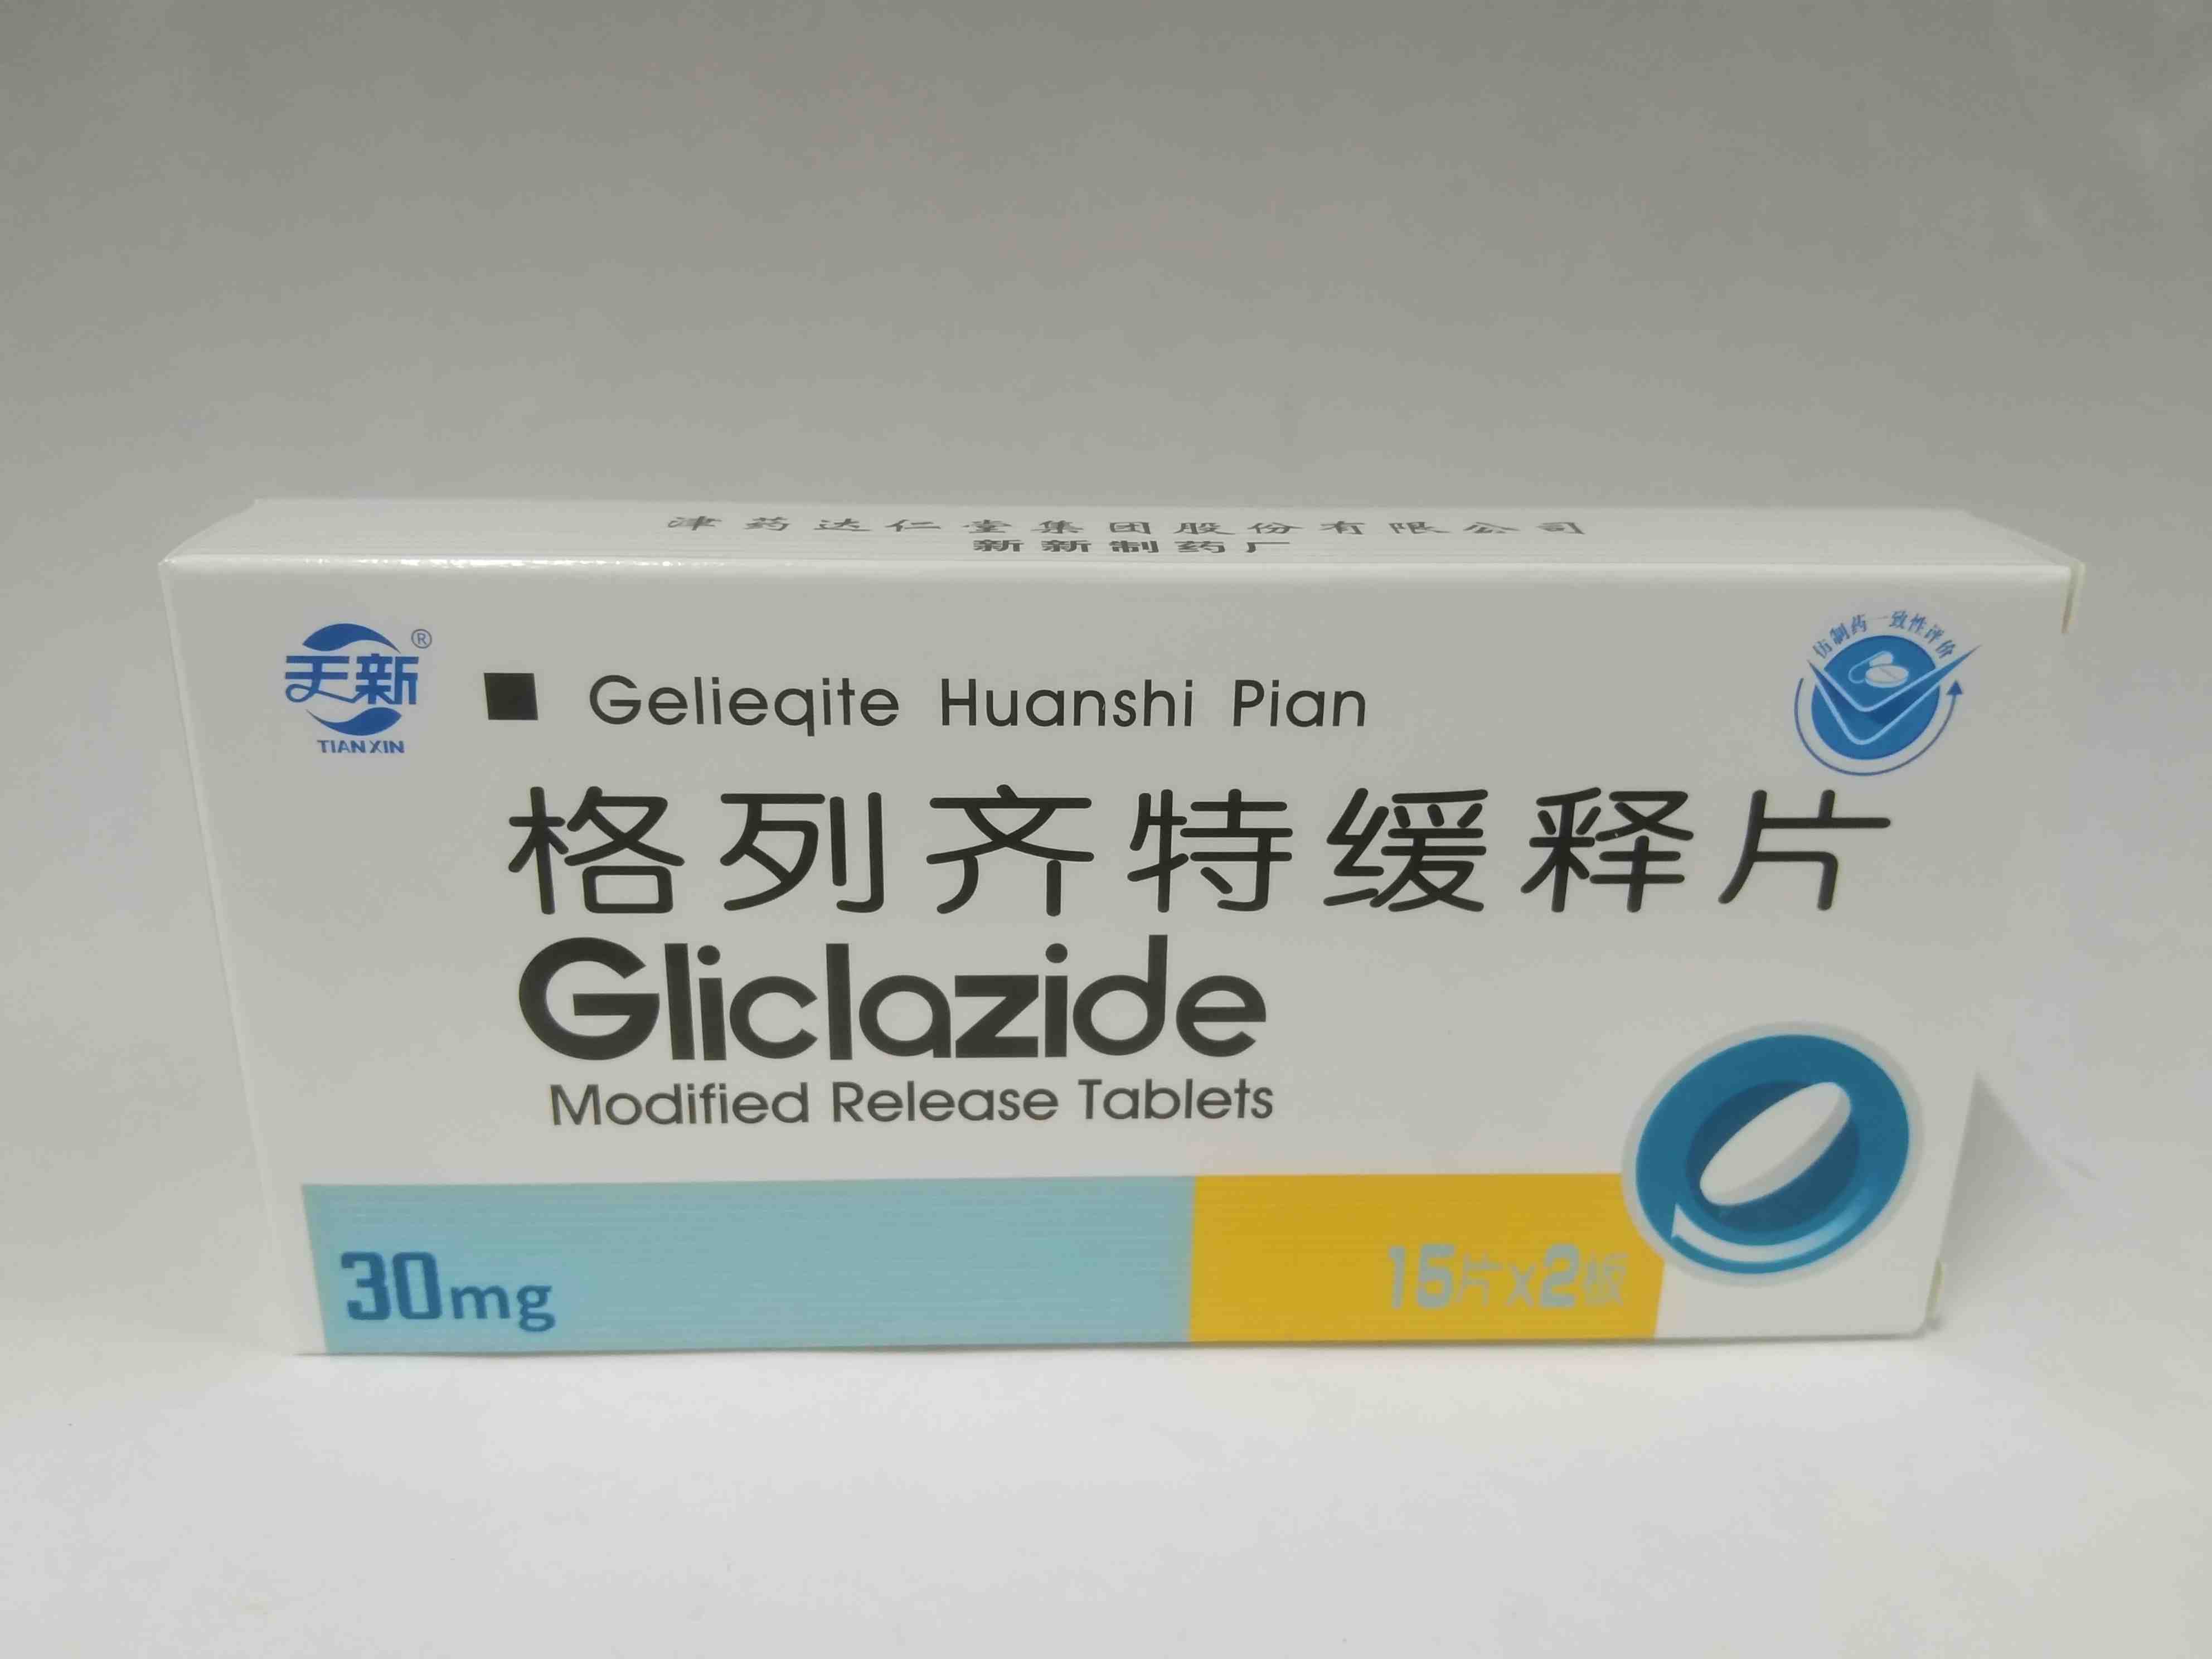 津药达仁堂集团股份有限公司
新新制药厂
天新®
TIANXIN
仿制药一致性评价
Gelieqite Huanshi Pian
格列齐特缓释片
Gliclazide
Modified Release Tablets
30mg
15片x2板